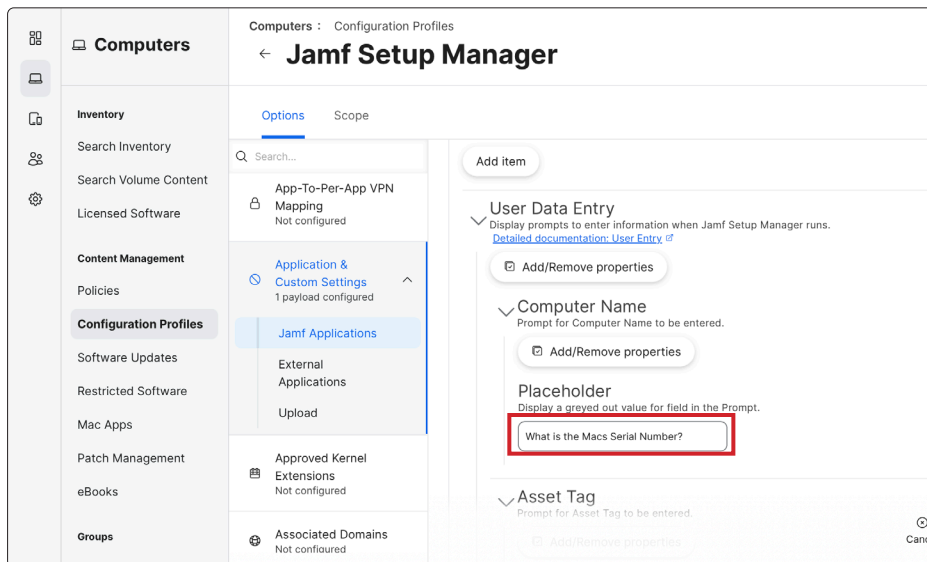 Computers : Configuration Profiles
Computers
← Jamf Setup Manager
Options Scope
Inventory
Search Inventory
Search Volume Content
Licensed Software
Content Management
Policies
Configuration Profiles
Software Updates
Restricted Software
Mac Apps
Patch Management
eBooks
Groups
Search...
App-To-Per-App VPN
Mapping
Not configured
Application &
Custom Settings
1 payload configured
Jamf Applications
External
Applications
Upload
Approved Kernel
Extensions
Not configured
Associated Domains
Not configured
Add item
User Data Entry
Display prompts to enter information when Jamf Setup Manager runs.
Detailed documentation: User Entry
Add/Remove properties
Computer Name
Prompt for Computer Name to be entered.
Add/Remove properties
Placeholder
Display a greyed out value for field in the Prompt.
What is the Macs Serial Number?
Asset Tag
Prompt for Asset Tag to be entered.
Add/Remove properties
Canc